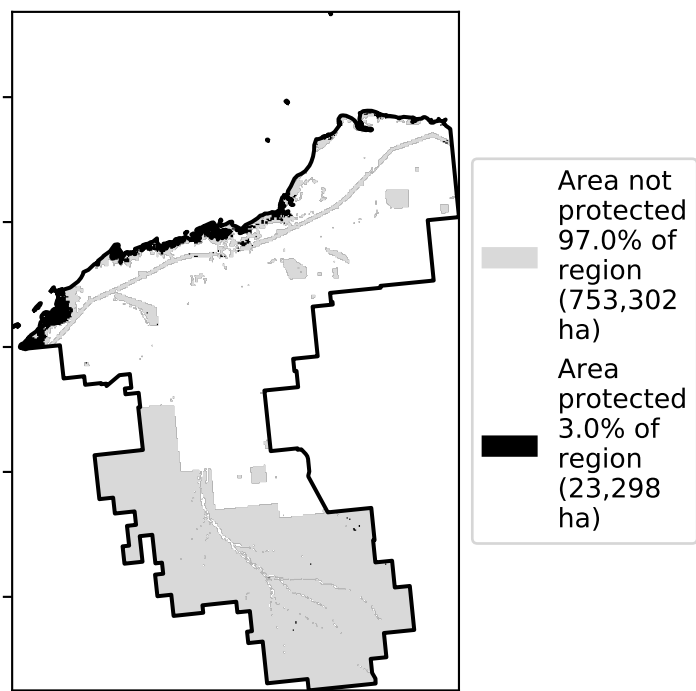 Area not
protected
97.0% of
region
(753,302
ha)
Area
protected
3.0% of
region
(23,298
ha)